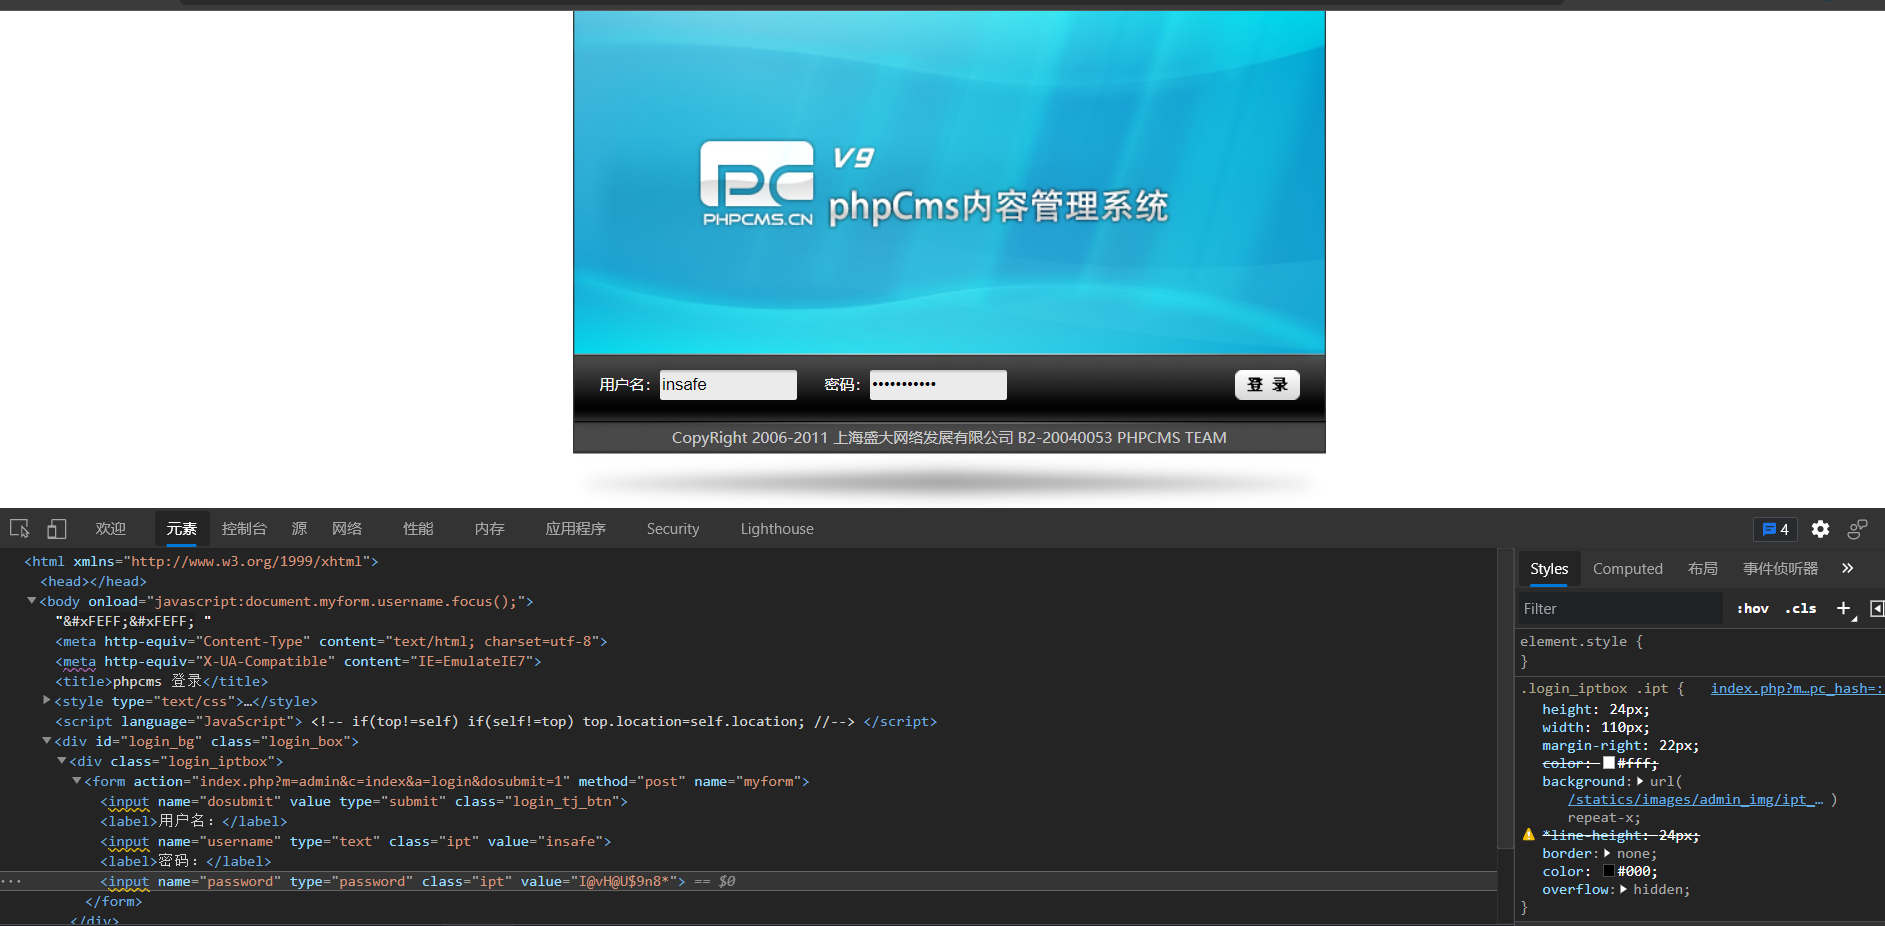 V9
PC
PHPCMS.CN
phpCms内容管理系统
用户名： insafe 密码： ••••••••••• 登 录
CopyRight 2006-2011 上海盛大网络发展有限公司 B2-20040053 PHPCMS TEAM
欢迎 元素 控制台 源 网络 性能 内存 应用程序 Security Lighthouse 4
<html xmlns="http://www.w3.org/1999/xhtml">
<head></head>
<body onload="javascript:document.myform.username.focus();">
"&#xFEFF;&#xFEFF; "
<meta http-equiv="Content-Type" content="text/html; charset=utf-8">
<meta http-equiv="X-UA-Compatible" content="IE=EmulateIE7">
<title>phpcms 登录</title>
<style type="text/css">…</style>
<script language="JavaScript"> <!-- if(top!=self) if(self!=top) top.location=self.location; //--> </script>
<div id="login_bg" class="login_box">
<div class="login_iptbox">
<form action="index.php?m=admin&c=index&a=login&dosubmit=1" method="post" name="myform">
<input name="dosubmit" value type="submit" class="login_tj_btn">
<label>用户名：</label>
<input name="username" type="text" class="ipt" value="insafe">
<label>密码：</label>
<input name="password" type="password" class="ipt" value="I@vH@U$9n8*"> == $0
</form>
</div>
Styles Computed 布局 事件侦听器 »
Filter :hov .cls +
element.style {
}
.login_iptbox .ipt { index.php?m…pc_hash=:
height: 24px;
width: 110px;
margin-right: 22px;
color: #fff;
background: url(
/statics/images/admin_img/ipt_… )
repeat-x;
*line-height: 24px;
border: none;
color: #000;
overflow: hidden;
}